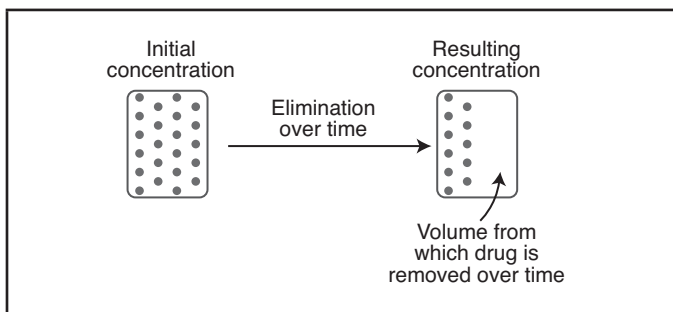 Initial
concentration
Elimination
over time
Resulting
concentration
Volume from
which drug is
removed over time